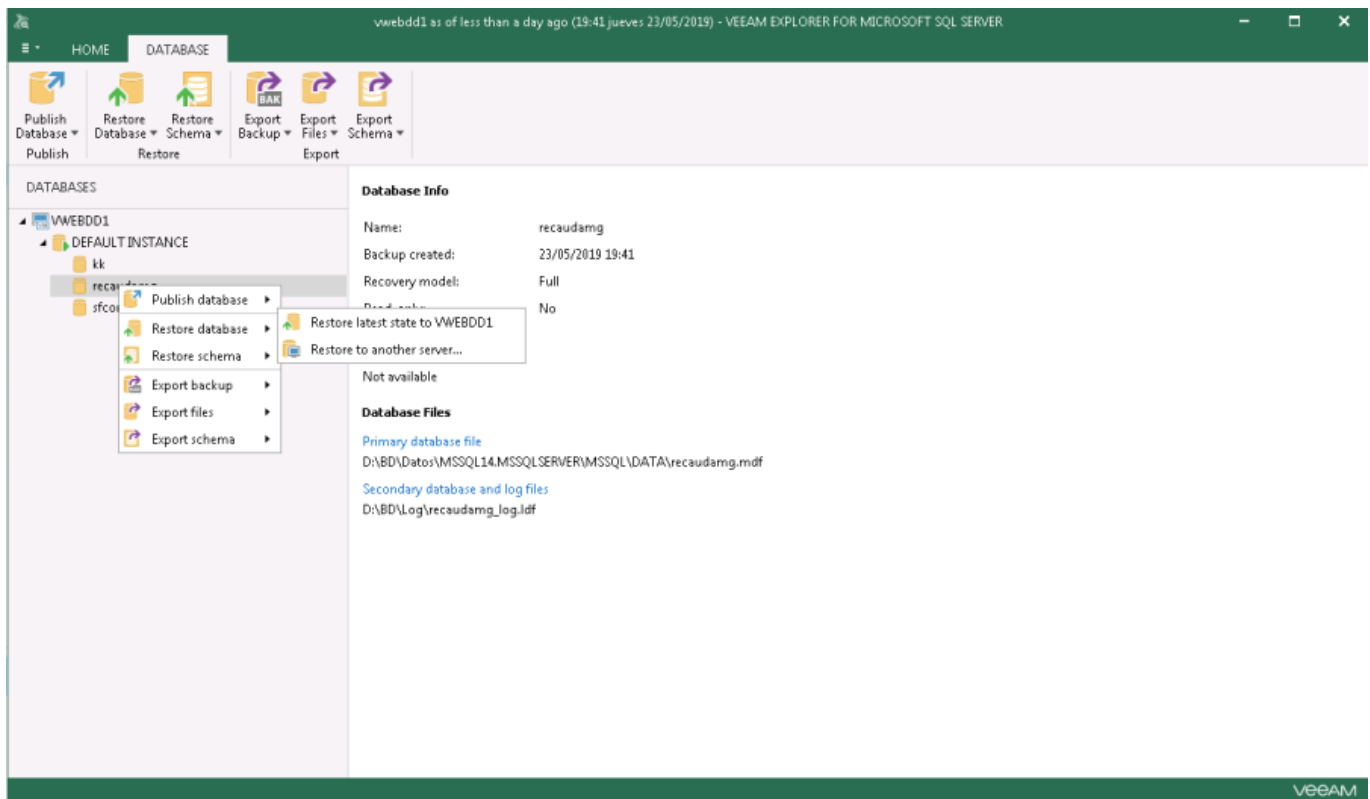 vwebdd1 as of less than a day ago (19:41 jueves 23/05/2019) - VEEAM EXPLORER FOR MICROSOFT SQL SERVER
HOME DATABASE
Publish Database
Restore Database
Restore Schema
Export Backup
BAK
Export Files
Export Schema
Publish Restore Export
DATABASES
VWEBDD1
DEFAULT INSTANCE
kk
Publish database
Restore database
Restore schema
Export backup
Export files
Export schema
Restore latest state to VWEBDD1
Restore to another server...
Database Info
Name: recaudamg
Backup created: 23/05/2019 19:41
Recovery model: Full
No
Not available
Database Files
Primary database file
D:\BD\Datos\MSSQL14.MSSQLSERVER\MSSQL\DATA\recaudamg.mdf
Secondary database and log files
D:\BD\Log\recaudamg_log.ldf
veeam